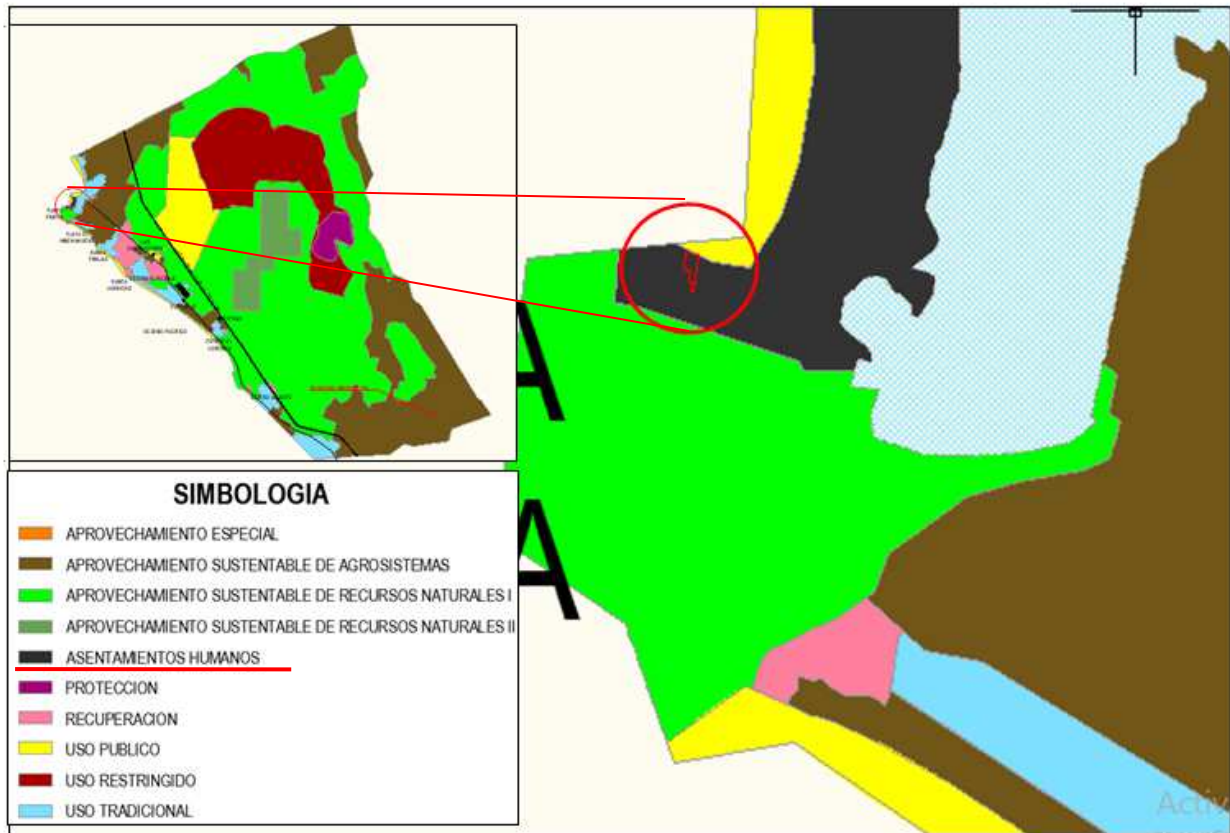 SIMBOLOGIA
APROVECHAMIENTO ESPECIAL
APROVECHAMIENTO SUSTENTABLE DE AGROSISTEMAS
APROVECHAMIENTO SUSTENTABLE DE RECURSOS NATURALES I
APROVECHAMIENTO SUSTENTABLE DE RECURSOS NATURALES II
ASENTAMIENTOS HUMANOS
PROTECCION
RECUPERACION
USO PUBLICO
USO RESTRINGIDO
USO TRADICIONAL
A
A
Activ